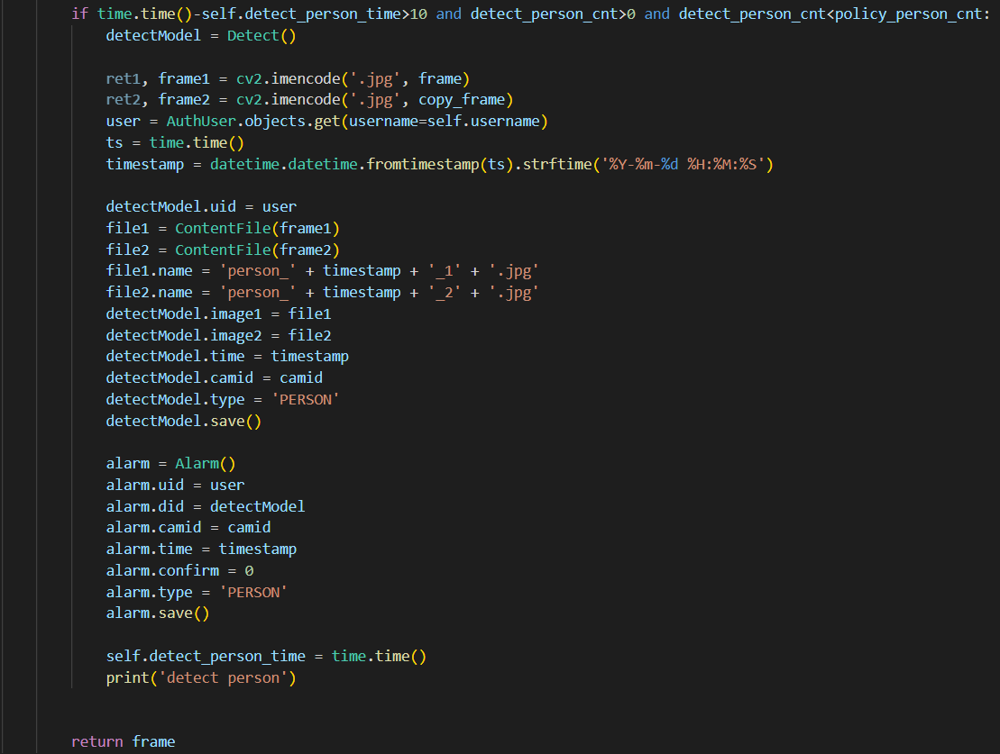 if time.time()-self.detect_person_time>10 and detect_person_cnt>0 and detect_person_cnt<policy_person_cnt:
detectModel = Detect()
ret1, frame1 = cv2.imencode('.jpg', frame)
ret2, frame2 = cv2.imencode('.jpg', copy_frame)
user = AuthUser.objects.get(username=self.username)
ts = time.time()
timestamp = datetime.datetime.fromtimestamp(ts).strftime('%Y-%m-%d %H:%M:%S')
detectModel.uid = user
file1 = ContentFile(frame1)
file2 = ContentFile(frame2)
file1.name = 'person_' + timestamp + '_1' + '.jpg'
file2.name = 'person_' + timestamp + '_2' + '.jpg'
detectModel.image1 = file1
detectModel.image2 = file2
detectModel.time = timestamp
detectModel.camid = camid
detectModel.type = 'PERSON'
detectModel.save()
alarm = Alarm()
alarm.uid = user
alarm.did = detectModel
alarm.camid = camid
alarm.time = timestamp
alarm.confirm = 0
alarm.type = 'PERSON'
alarm.save()
self.detect_person_time = time.time()
print('detect person')
return frame